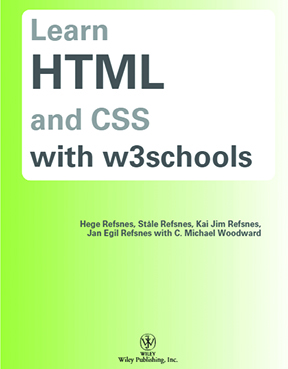 Learn
HTML
and CSS
with w3schools
Hege Refsnes, Ståle Refsnes, Kai Jim Refsnes,
Jan Egil Refsnes with C. Michael Woodward
WILEY
Wiley Publishing, Inc.